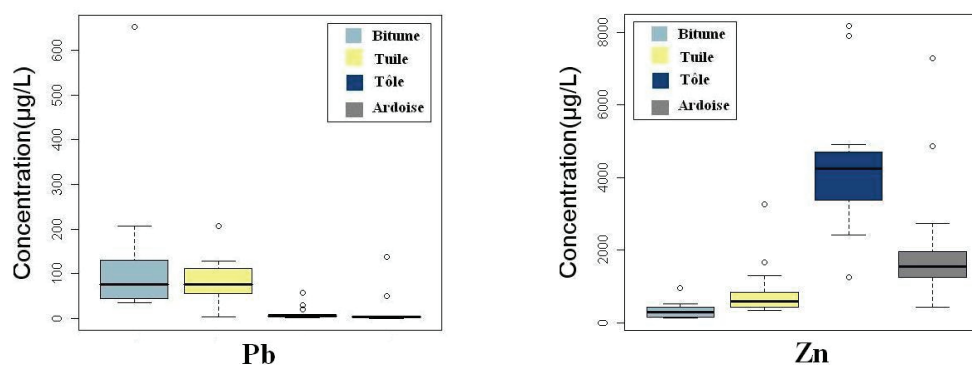 Concentration(µg/L)
600
500
400
300
200
100
0
Bitume
Tuile
Tôle
Ardoise
Pb
Concentration(µg/L)
8000
6000
4000
2000
0
Bitume
Tuile
Tôle
Ardoise
Zn